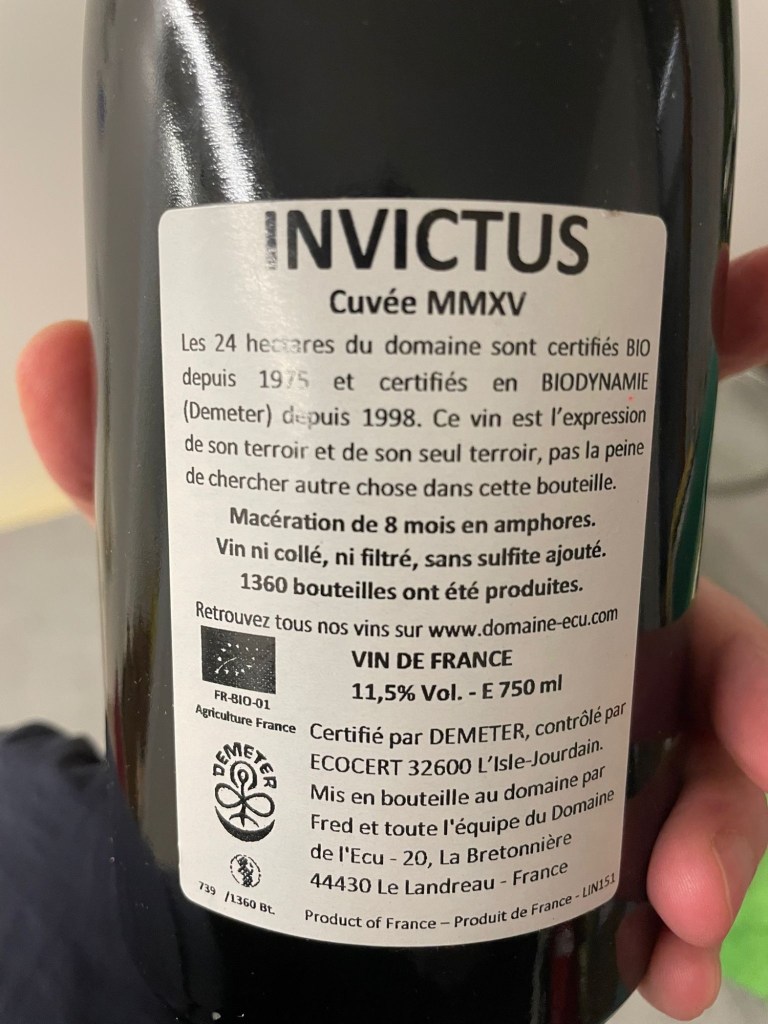 INVICTUS
Cuvée MMXV
Les 24 hectares du domaine sont certifiés BIO
depuis 1975 et certifiés en BIODYNAMIE
(Demeter) depuis 1998. Ce vin est l'expression
de son terroir et de son seul terroir, pas la peine
de chercher autre chose dans cette bouteille.
Macération de 8 mois en amphores.
Vin ni collé, ni filtré, sans sulfite ajouté.
1360 bouteilles ont été produites.
Retrouvez tous nos vins sur www.domaine-ecu.com
VIN DE FRANCE
11,5% Vol. - E 750 ml
FR-BIO-01
Agriculture France
Certifié par DEMETER, contrôlé par
ECOCERT 32600 L'Isle-Jourdain.
Mis en bouteille au domaine par
Fred et toute l'équipe du Domaine
de l'Ecu - 20, La Bretonnière
44430 Le Landreau - France
DEMETER
739 /1360 Bt.
Product of France – Produit de France - LIN151